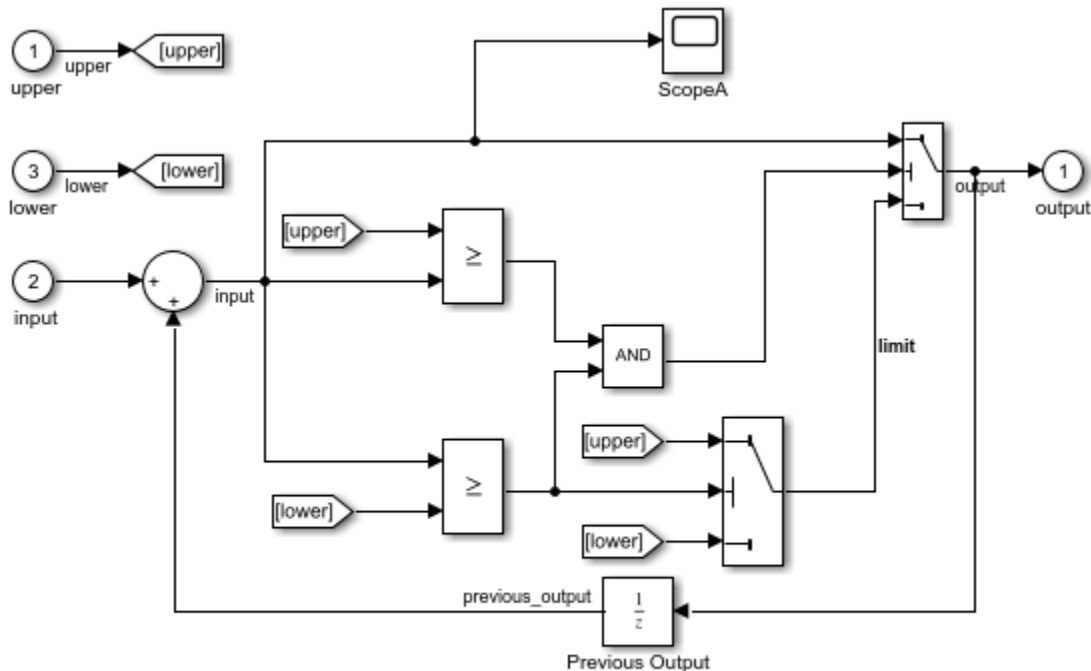 1
upper
upper
[upper]
ScopeA
3
lower
lower
[lower]
output
1
output
[upper]
≥
2
input
+
+
input
AND
limit
[upper]
≥
[lower]
[lower]
previous_output
1
z
Previous Output